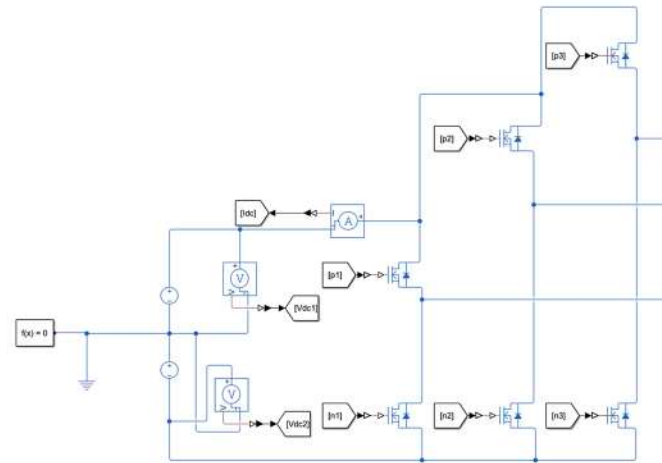 [p3]
[p2]
[Idc]
I
A
[p1]
V
[Vdc1]
f(x) = 0
V
[Vdc2]
[n1]
[n2]
[n3]